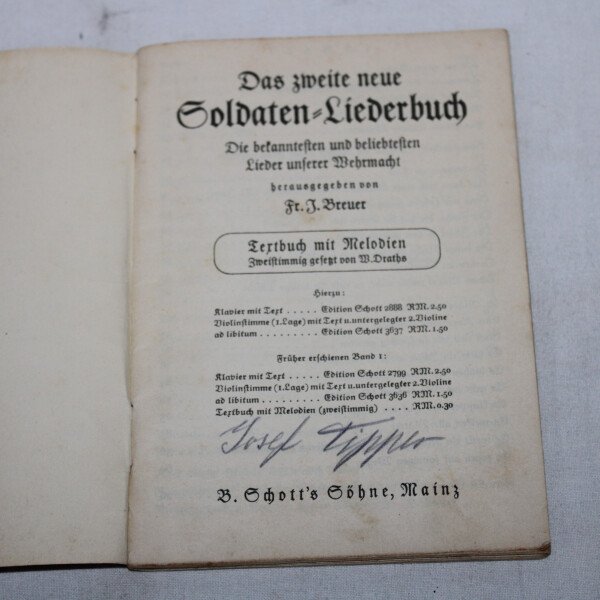 Das zweite neue
Soldaten-Liederbuch
Die bekanntesten und beliebtesten
Lieder unserer Wehrmacht
herausgegeben von
Fr. J. Breuer
Textbuch mit Melodien
Zweistimmig gesetzt von W. Draths
Hierzu:
Klavier mit Text ..... Edition Schott 2888 RM. 2.50
Violinstimme (1. Lage) mit Text u. untergelegter 2. Violine
ad libitum ......... Edition Schott 3637 RM. 1.50
Früher erschienen Band 1:
Klavier mit Text ..... Edition Schott 2799 RM. 2.50
Violinstimme (1. Lage) mit Text u. untergelegter 2. Violine
ad libitum ......... Edition Schott 3636 RM. 1.50
Textbuch mit Melodien (zweistimmig) .... RM. 0.30
Josef
B. Schott's Söhne, Mainz